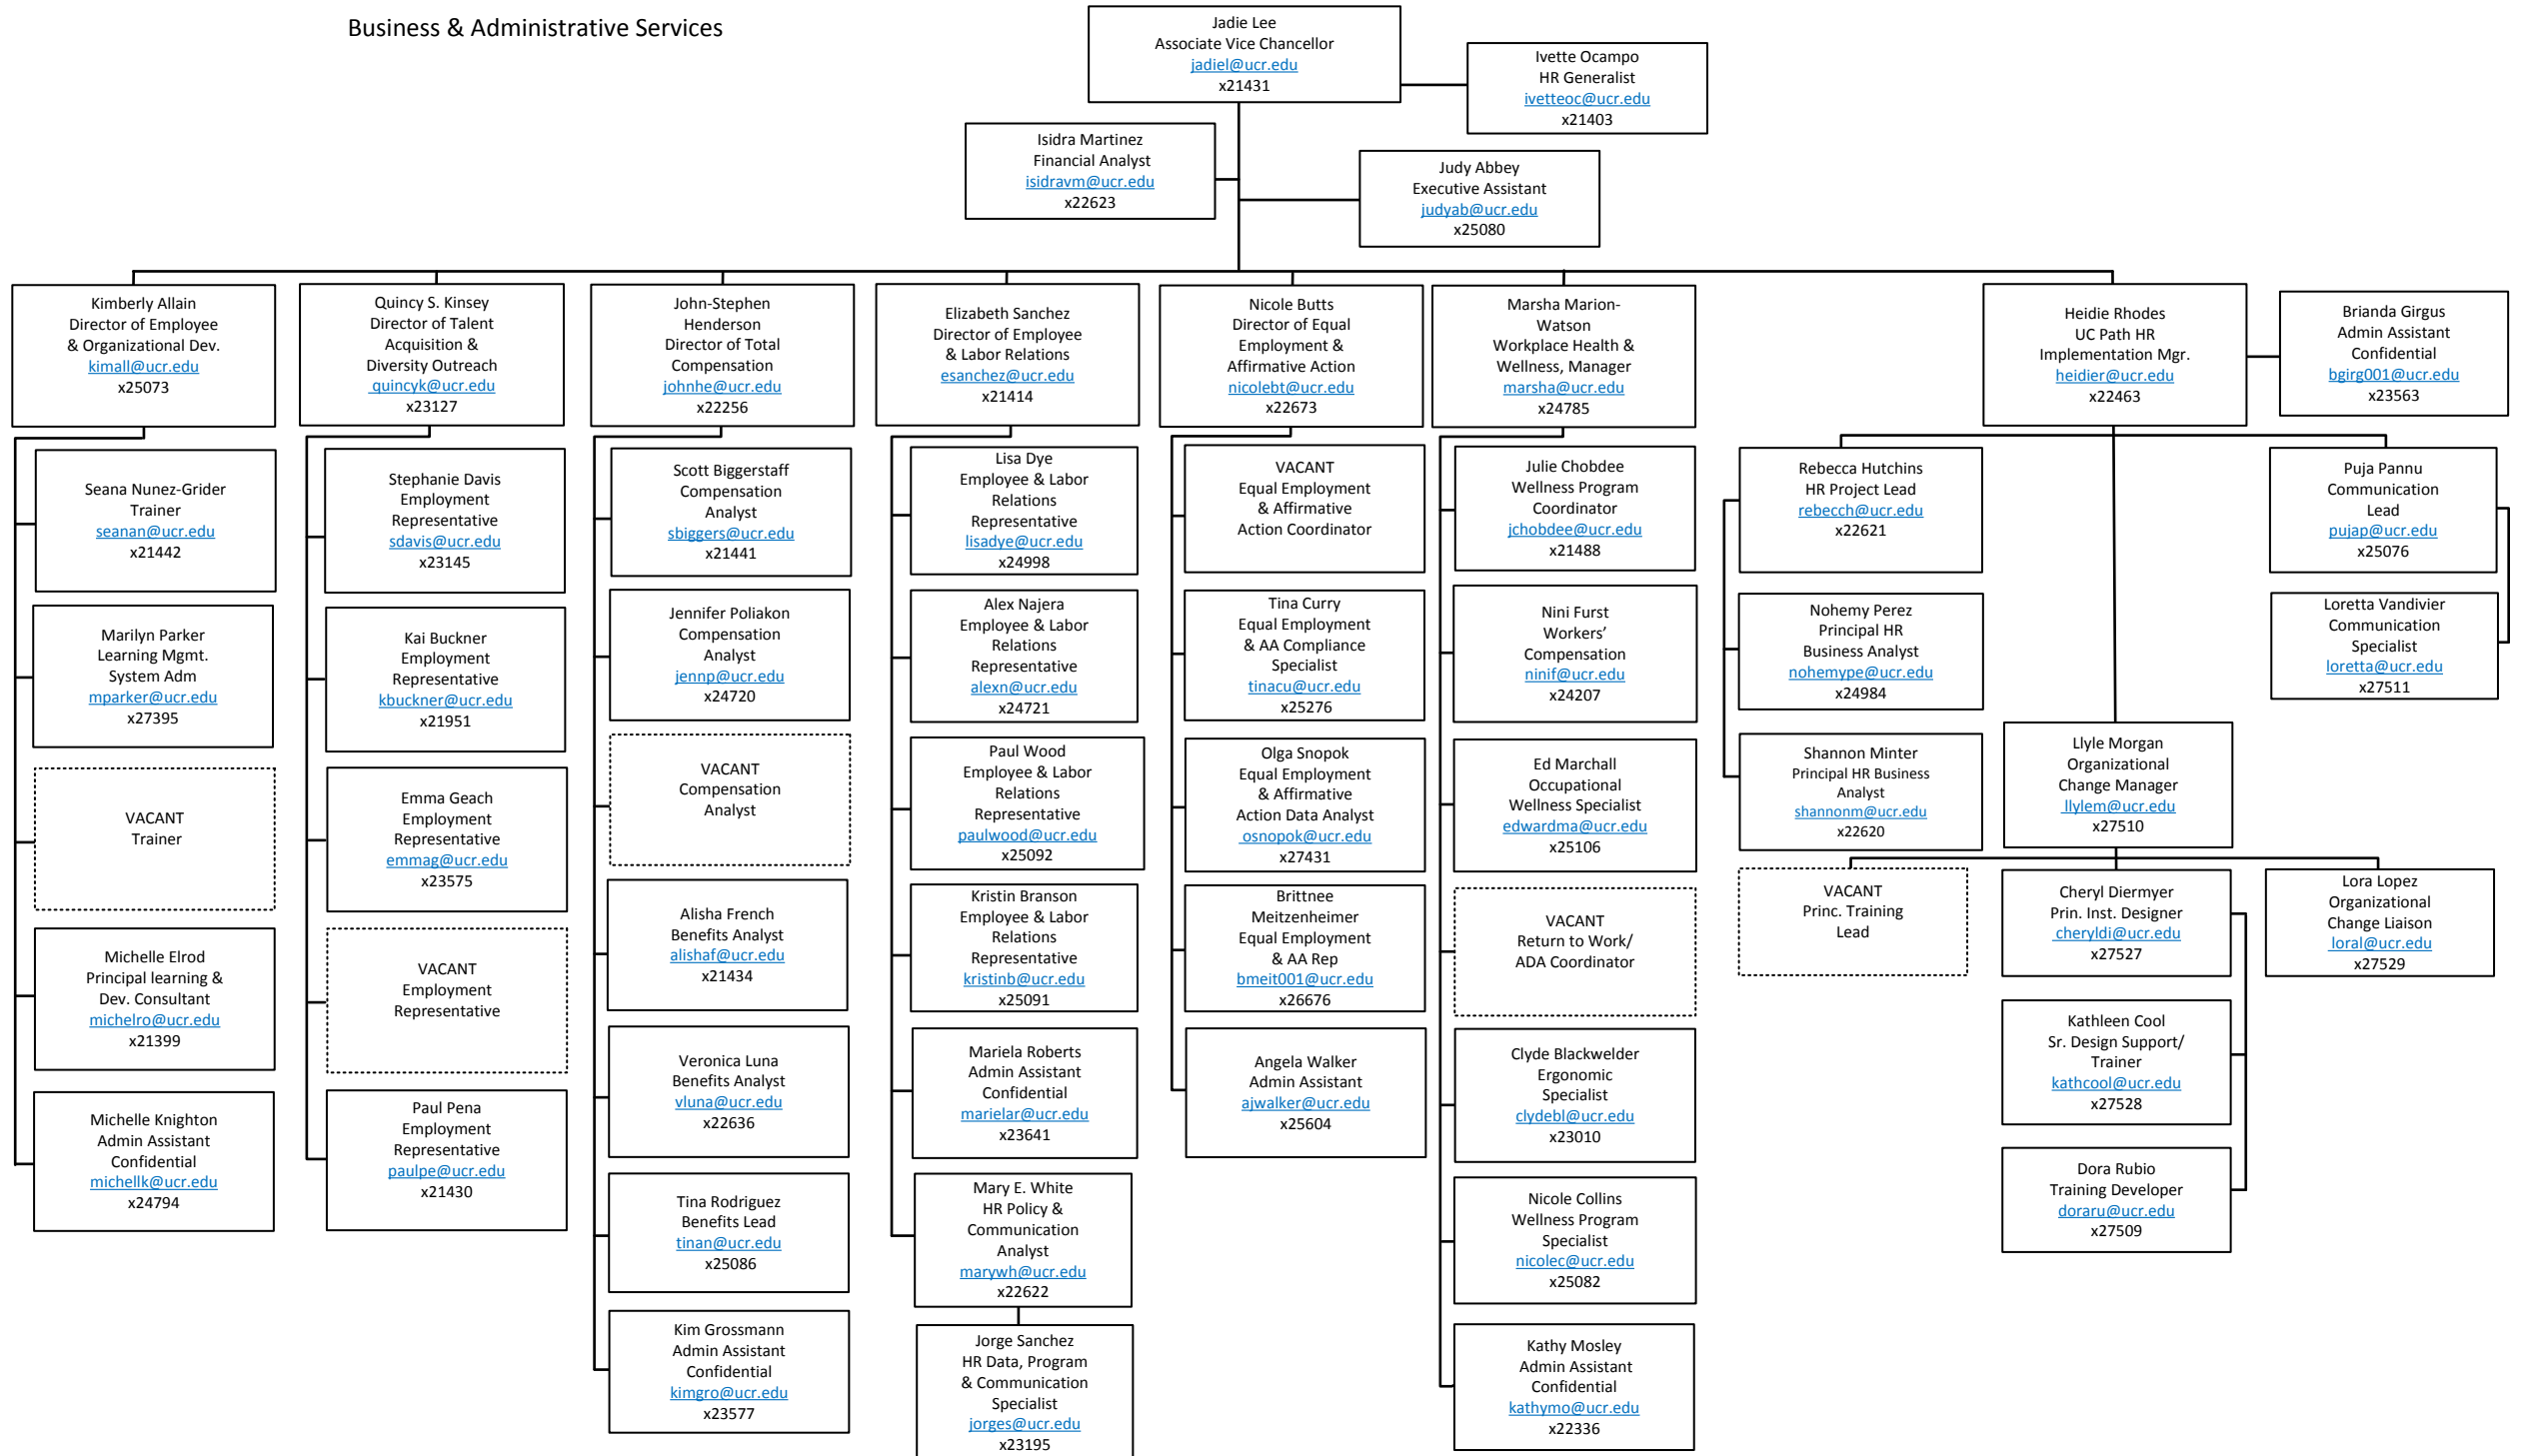 Business & Administrative Services
Jadie Lee
Associate Vice Chancellor
jadiel@ucr.edu
x21431
Ivette Ocampo
HR Generalist
ivetteoc@ucr.edu
x21403
Isidra Martinez
Financial Analyst
isidravm@ucr.edu
x22623
Judy Abbey
Executive Assistant
judyab@ucr.edu
x25080
Kimberly Allain
Director of Employee
& Organizational Dev.
kimall@ucr.edu
x25073
Quincy S. Kinsey
Director of Talent
Acquisition &
Diversity Outreach
quincyk@ucr.edu
x23127
John-Stephen
Henderson
Director of Total
Compensation
johnhe@ucr.edu
x22256
Elizabeth Sanchez
Director of Employee
& Labor Relations
esanchez@ucr.edu
x21414
Nicole Butts
Director of Equal
Employment &
Affirmative Action
nicolebt@ucr.edu
x22673
Marsha Marion-
Watson
Workplace Health &
Wellness, Manager
marsha@ucr.edu
x24785
Heidie Rhodes
UC Path HR
Implementation Mgr.
heidier@ucr.edu
x22463
Brianda Girgus
Admin Assistant
Confidential
bgirg001@ucr.edu
x23563
Seana Nunez-Grider
Trainer
seanan@ucr.edu
x21442
Marilyn Parker
Learning Mgmt.
System Adm
mparker@ucr.edu
x27395
VACANT
Trainer
Michelle Elrod
Principal learning &
Dev. Consultant
michelro@ucr.edu
x21399
Michelle Knighton
Admin Assistant
Confidential
michellk@ucr.edu
x24794
Stephanie Davis
Employment
Representative
sdavis@ucr.edu
x23145
Kai Buckner
Employment
Representative
kbuckner@ucr.edu
x21951
Emma Geach
Employment
Representative
emmag@ucr.edu
x23575
VACANT
Employment
Representative
Paul Pena
Employment
Representative
paulpe@ucr.edu
x21430
Scott Biggerstaff
Compensation
Analyst
sbiggers@ucr.edu
x21441
Jennifer Poliakon
Compensation
Analyst
jennp@ucr.edu
x24720
VACANT
Compensation
Analyst
Alisha French
Benefits Analyst
alishaf@ucr.edu
x21434
Veronica Luna
Benefits Analyst
vluna@ucr.edu
x22636
Tina Rodriguez
Benefits Lead
tinan@ucr.edu
x25086
Kim Grossmann
Admin Assistant
Confidential
kimgro@ucr.edu
x23577
Lisa Dye
Employee & Labor
Relations
Representative
lisadye@ucr.edu
x24998
Alex Najera
Employee & Labor
Relations
Representative
alexn@ucr.edu
x24721
Paul Wood
Employee & Labor
Relations
Representative
paulwood@ucr.edu
x25092
Kristin Branson
Employee & Labor
Relations
Representative
kristinb@ucr.edu
x25091
Mariela Roberts
Admin Assistant
Confidential
marielar@ucr.edu
x23641
Mary E. White
HR Policy &
Communication
Analyst
marywh@ucr.edu
x22622
Jorge Sanchez
HR Data, Program
& Communication
Specialist
jorges@ucr.edu
x23195
VACANT
Equal Employment
& Affirmative
Action Coordinator
Tina Curry
Equal Employment
& AA Compliance
Specialist
tinacu@ucr.edu
x25276
Olga Snopok
Equal Employment
& Affirmative
Action Data Analyst
osnopok@ucr.edu
x27431
Brittnee
Meitzenheimer
Equal Employment
& AA Rep
bmeit001@ucr.edu
x26676
Angela Walker
Admin Assistant
ajwalker@ucr.edu
x25604
Julie Chobdee
Wellness Program
Coordinator
jchobdee@ucr.edu
x21488
Nini Furst
Workers’
Compensation
ninif@ucr.edu
x24207
Ed Marchall
Occupational
Wellness Specialist
edwardma@ucr.edu
x25106
VACANT
Return to Work/
ADA Coordinator
Clyde Blackwelder
Ergonomic
Specialist
clydebl@ucr.edu
x23010
Nicole Collins
Wellness Program
Specialist
nicolec@ucr.edu
x25082
Kathy Mosley
Admin Assistant
Confidential
kathymo@ucr.edu
x22336
Rebecca Hutchins
HR Project Lead
rebecch@ucr.edu
x22621
Nohemy Perez
Principal HR
Business Analyst
nohemype@ucr.edu
x24984
Shannon Minter
Principal HR Business
Analyst
shannonm@ucr.edu
x22620
Puja Pannu
Communication
Lead
pujap@ucr.edu
x25076
Loretta Vandivier
Communication
Specialist
loretta@ucr.edu
x27511
Llyle Morgan
Organizational
Change Manager
llylem@ucr.edu
x27510
VACANT
Princ. Training
Lead
Cheryl Diermyer
Prin. Inst. Designer
cheryldi@ucr.edu
x27527
Lora Lopez
Organizational
Change Liaison
loral@ucr.edu
x27529
Kathleen Cool
Sr. Design Support/
Trainer
kathcool@ucr.edu
x27528
Dora Rubio
Training Developer
doraru@ucr.edu
x27509